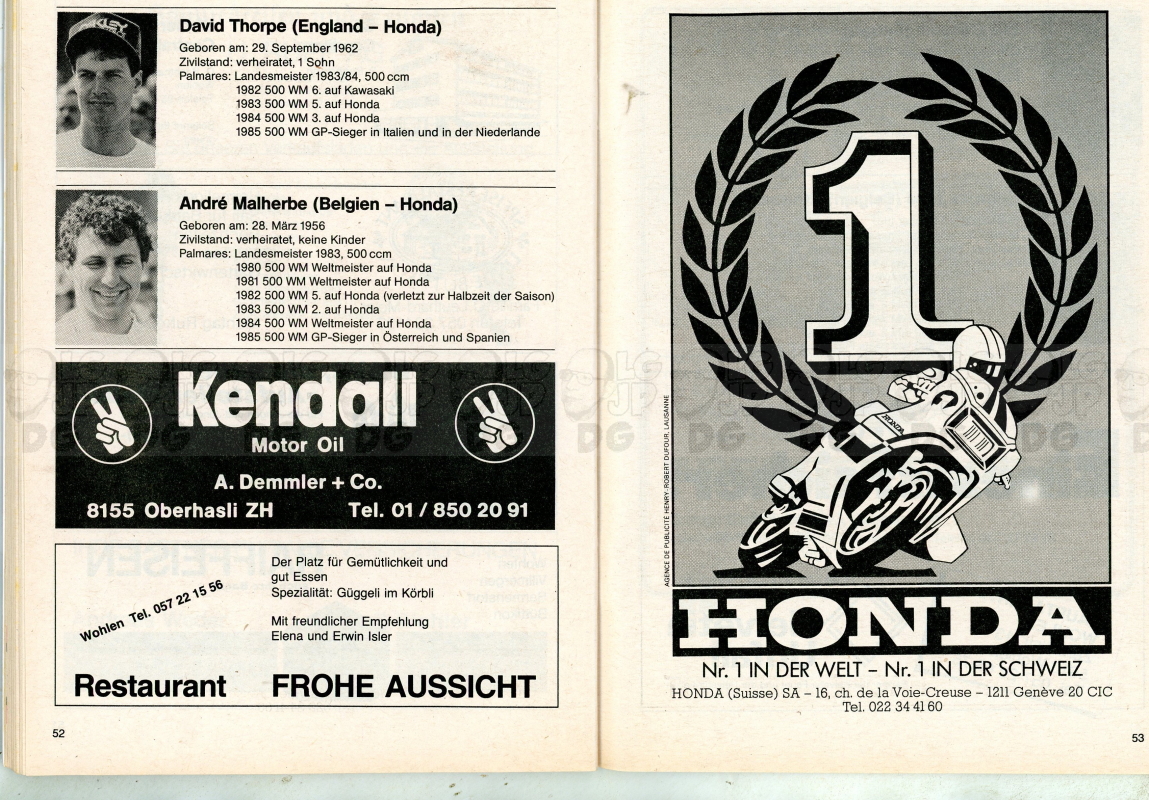 OAKLEY
David Thorpe (England – Honda)
Geboren am: 29. September 1962
Zivilstand: verheiratet, 1 Sohn
Palmares: Landesmeister 1983/84, 500 ccm
1982 500 WM 6. auf Kawasaki
1983 500 WM 5. auf Honda
1984 500 WM 3. auf Honda
1985 500 WM GP-Sieger in Italien und in der Niederlande
André Malherbe (Belgien – Honda)
Geboren am: 28. März 1956
Zivilstand: verheiratet, keine Kinder
Palmares: Landesmeister 1983, 500 ccm
1980 500 WM Weltmeister auf Honda
1981 500 WM Weltmeister auf Honda
1982 500 WM 5. auf Honda (verletzt zur Halbzeit der Saison)
1983 500 WM 2. auf Honda
1984 500 WM Weltmeister auf Honda
1985 500 WM GP-Sieger in Österreich und Spanien
Kendall
Motor Oil
A. Demmler + Co.
8155 Oberhasli ZH Tel. 01 / 850 20 91
Wohlen Tel. 057 22 15 56
Der Platz für Gemütlichkeit und
gut Essen
Spezialität: Güggeli im Körbli
Mit freundlicher Empfehlung
Elena und Erwin Isler
Restaurant FROHE AUSSICHT
52
1
HONDA
AGENCE DE PUBLICITÉ HENRY-ROBERT DUFOUR, LAUSANNE
HONDA
Nr. 1 IN DER WELT – Nr. 1 IN DER SCHWEIZ
HONDA (Suisse) SA – 16, ch. de la Voie-Creuse – 1211 Genève 20 CIC
Tel. 022 34 41 60
53